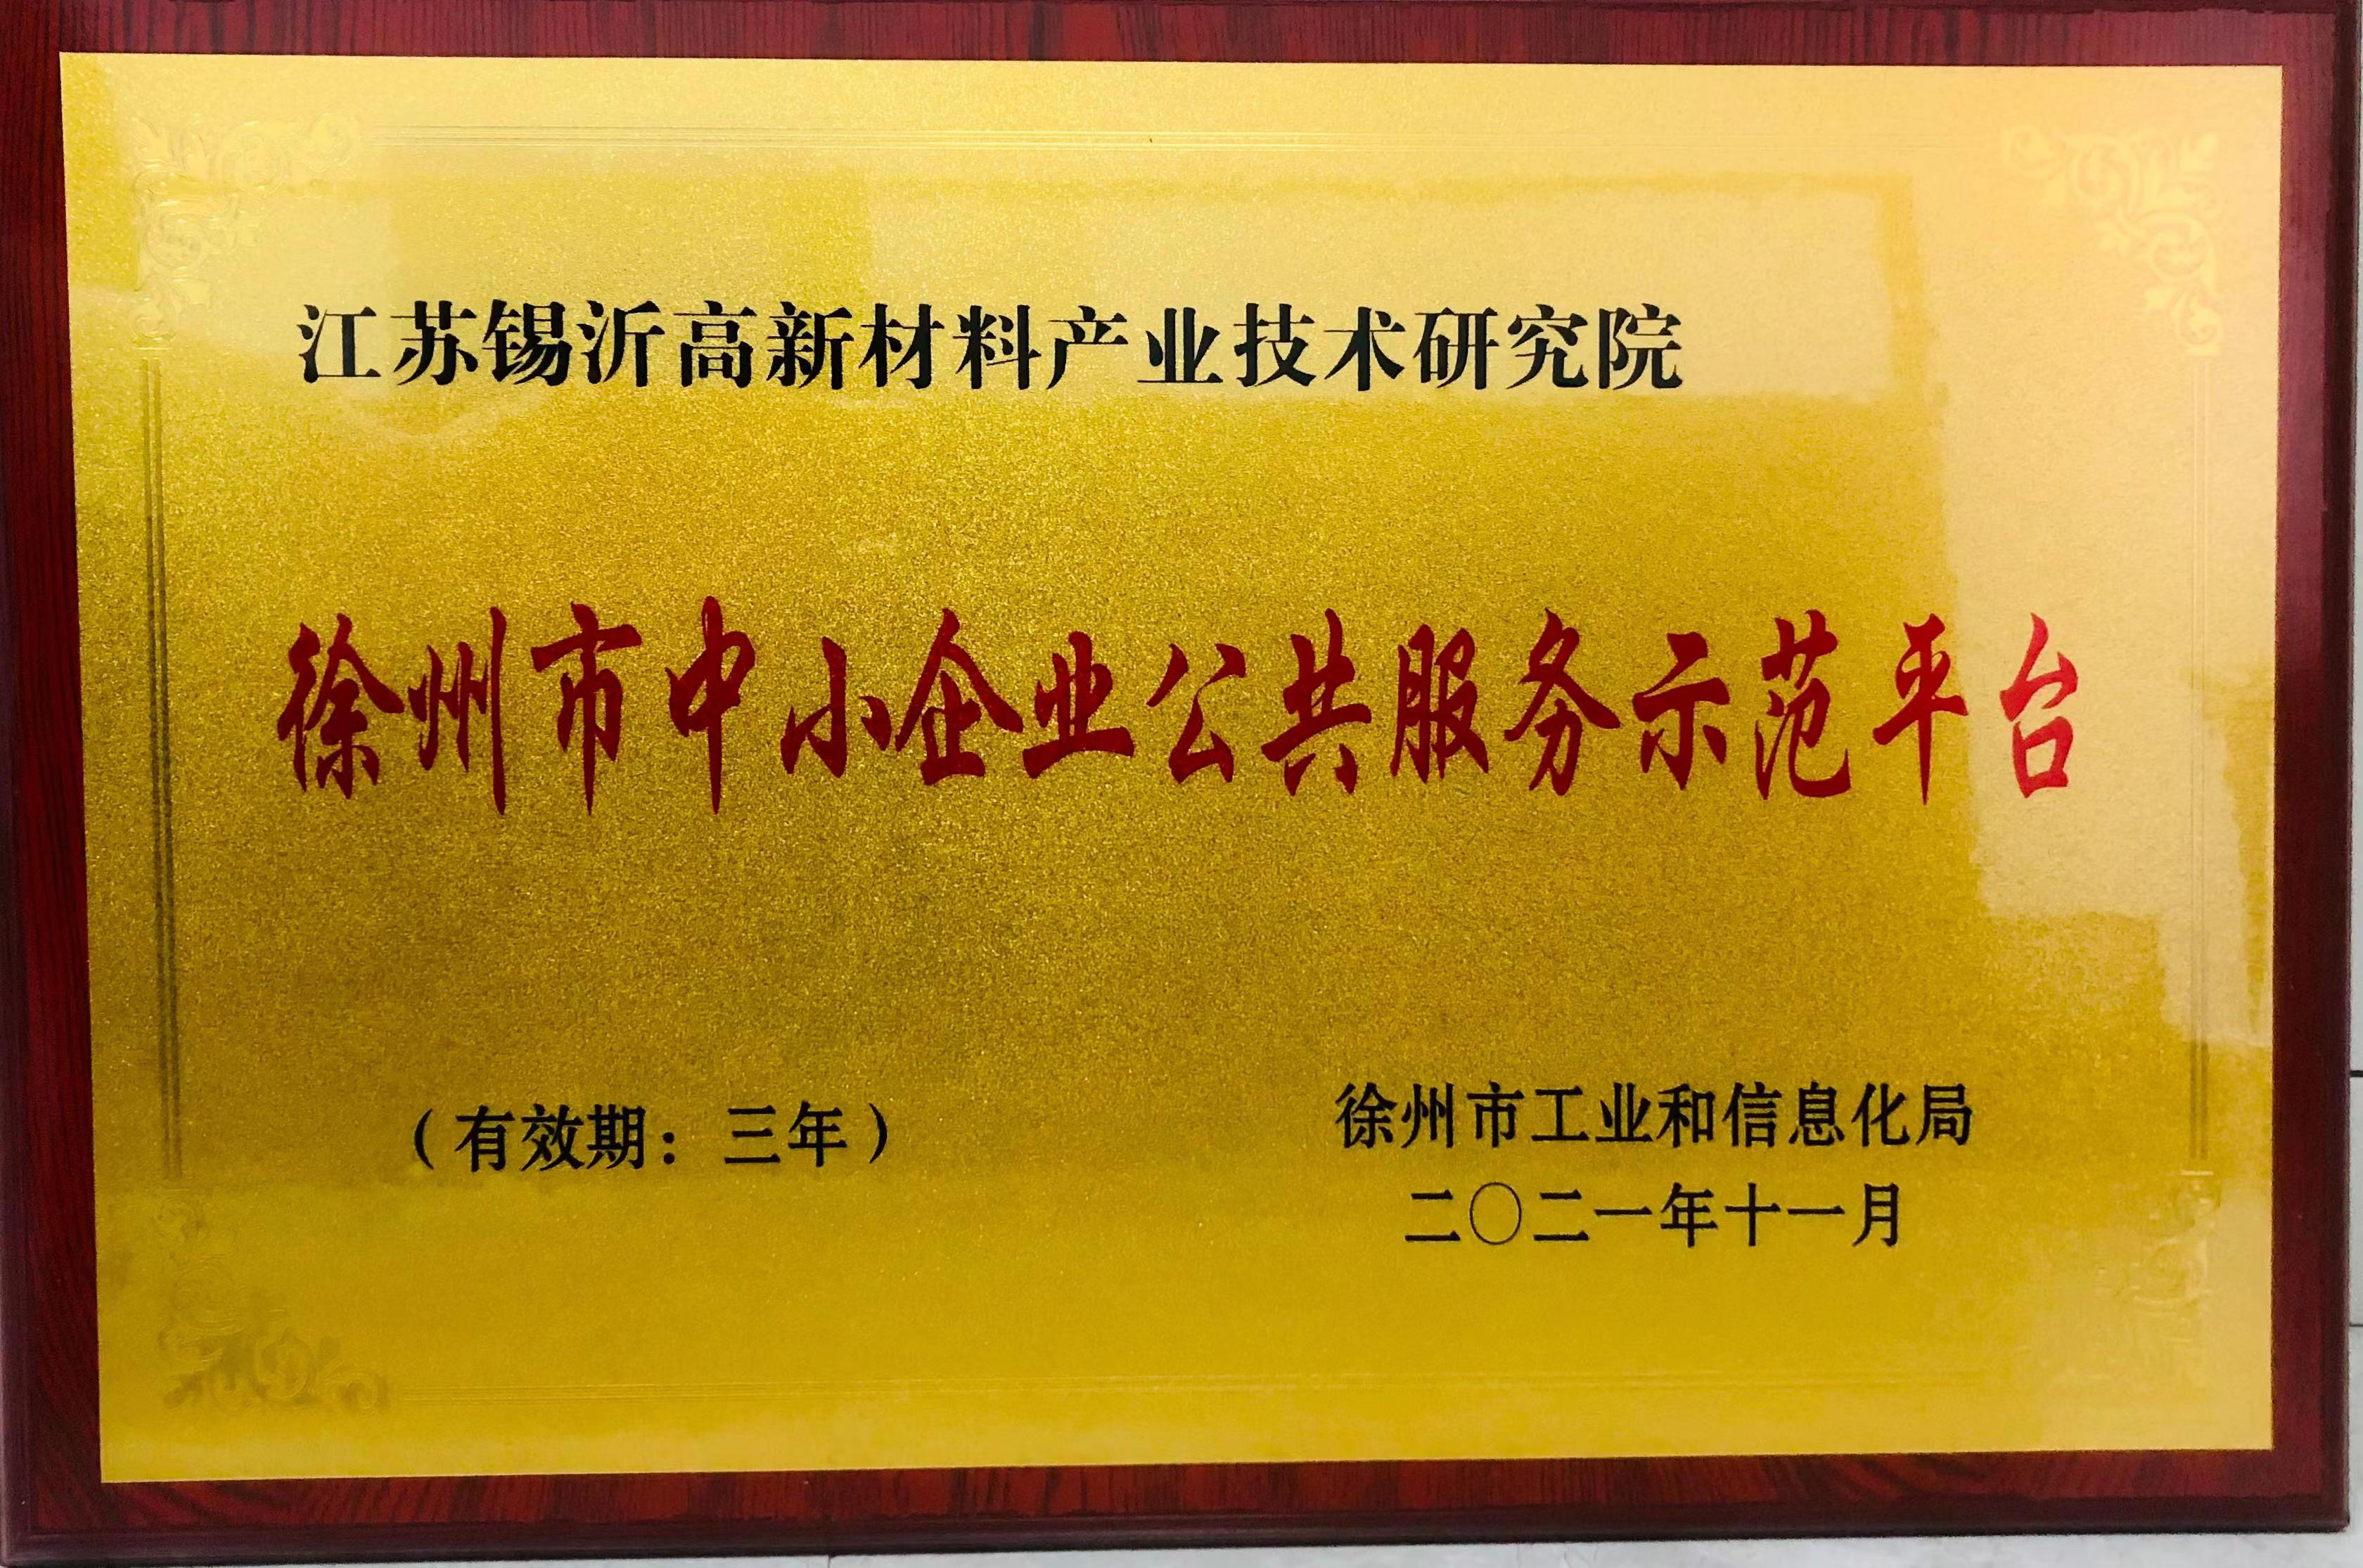 江苏锡沂高新材料产业技术研究院
徐州市中小企业公共服务示范平台
（有效期：三年）
徐州市工业和信息化局
二〇二一年十一月